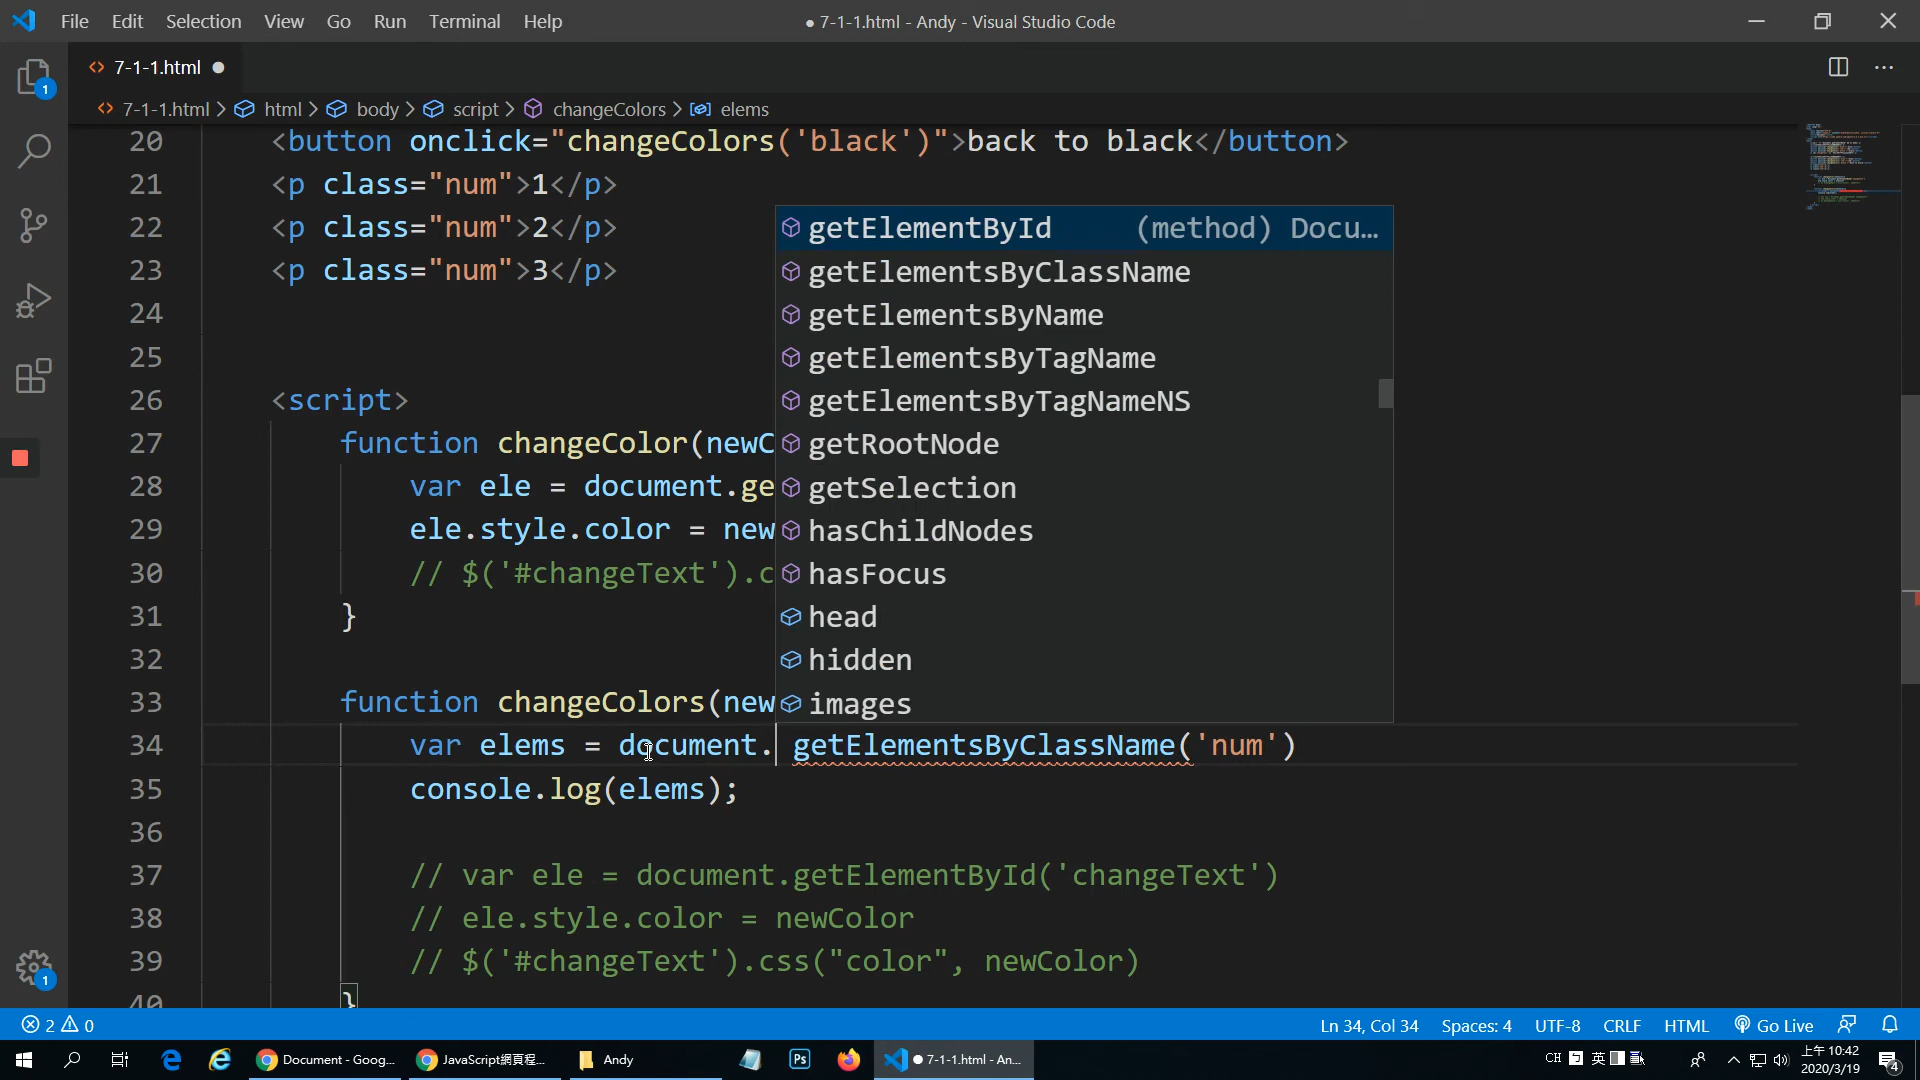 File Edit Selection View Go Run Terminal Help ● 7-1-1.html - Andy - Visual Studio Code
7-1-1.html ●
7-1-1.html > html > body > script > changeColors > elems
20 <button onclick="changeColors('black')">back to black</button>
21 <p class="num">1</p>
22 <p class="num">2</p>
23 <p class="num">3</p>
24
25
26 <script>
27 function changeColor(newC
28 var ele = document.ge
29 ele.style.color = new
30 // $('#changeText').c
31 }
32
33 function changeColors(new
34 var elems = document. getElementsByClassName('num')
35 console.log(elems);
36
37 // var ele = document.getElementById('changeText')
38 // ele.style.color = newColor
39 // $('#changeText').css("color", newColor)
40 }
getElementById (method) Docu…
getElementsByClassName
getElementsByName
getElementsByTagName
getElementsByTagNameNS
getRootNode
getSelection
hasChildNodes
hasFocus
head
hidden
images
1
1
2 0 Ln 34, Col 34 Spaces: 4 UTF-8 CRLF HTML Go Live
Document - Goog... JavaScript網頁程... Andy Ps ● 7-1-1.html - An... CH 英 上午 10:42
2020/3/19 4